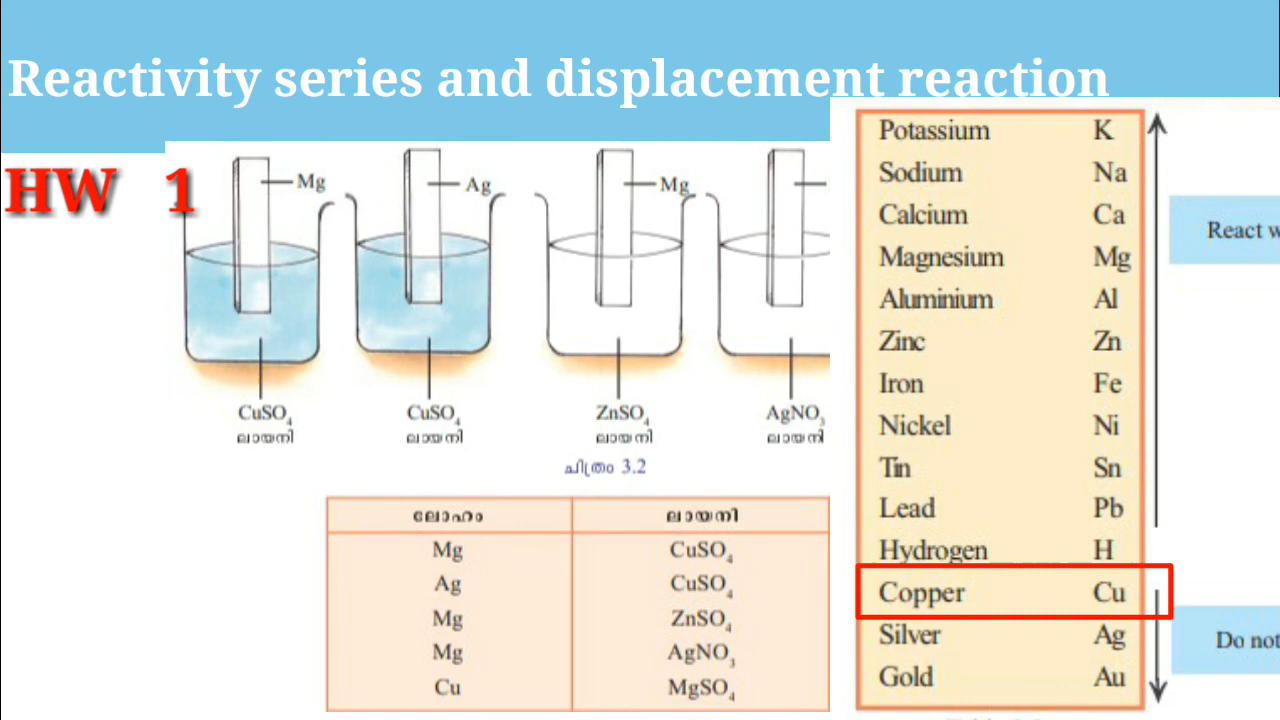 Reactivity series and displacement reaction
HW 1
Mg
Ag
Mg
CuSO₄
ലായനി
CuSO₄
ലായനി
ZnSO₄
ലായനി
AgNO₃
ലായനി
ചിത്രം 3.2
ലോഹം ലായനി
Mg CuSO₄
Ag CuSO₄
Mg ZnSO₄
Mg AgNO₃
Cu MgSO₄
Potassium K
Sodium Na
Calcium Ca
Magnesium Mg
Aluminium Al
Zinc Zn
Iron Fe
Nickel Ni
Tin Sn
Lead Pb
Hydrogen H
Copper Cu
Silver Ag
Gold Au
React
Do not